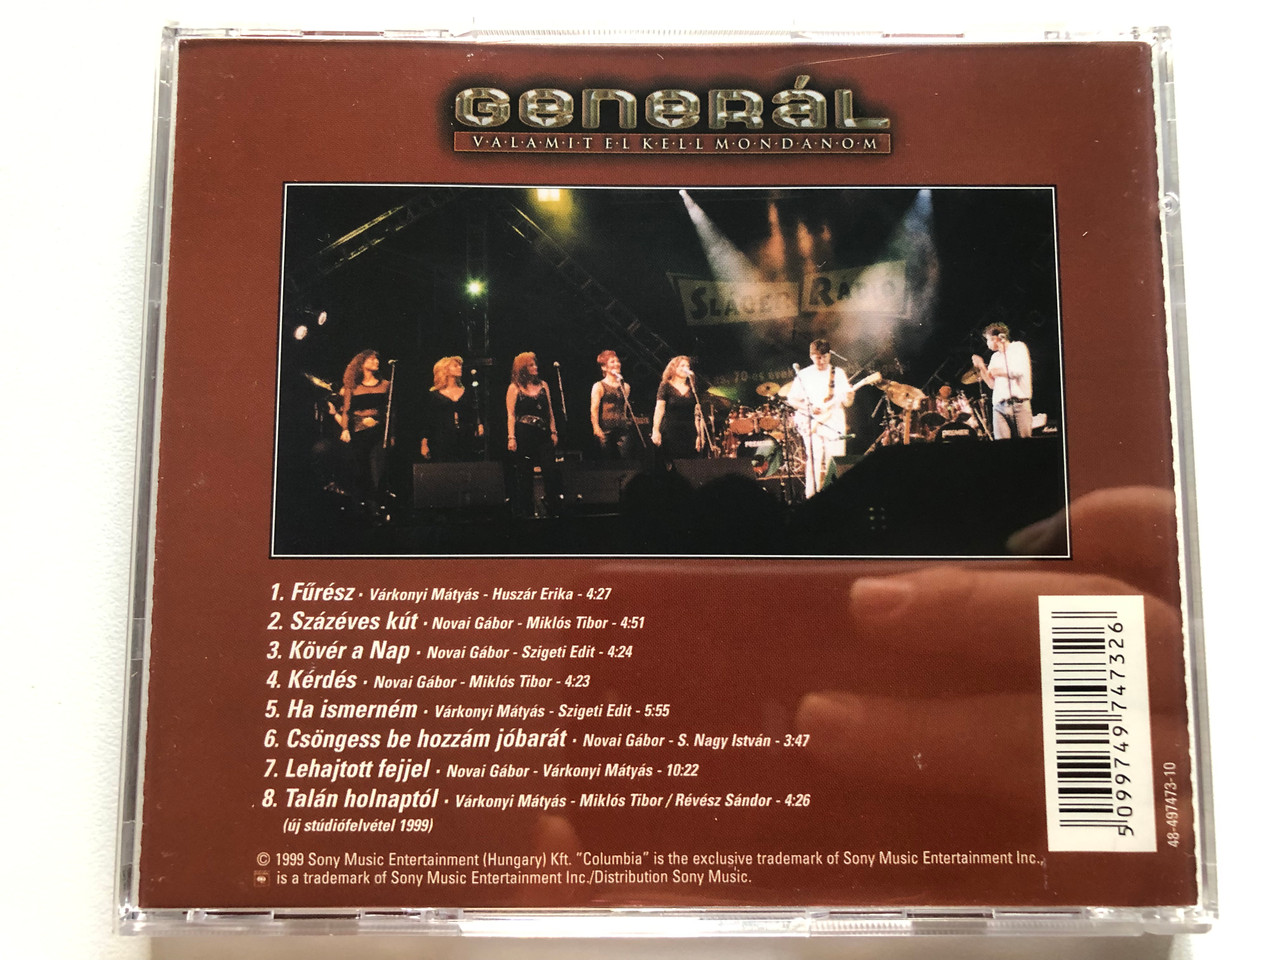 GENERÁL
V·A·L·A·M·I·T E·L K·E·L·L M·O·N·D·A·N·O·M
SLÁGER RÁDIÓ
70-es évek
PREMIER
PREMIER
1. Fűrész · Várkonyi Mátyás - Huszár Erika - 4:27
2. Százéves kút · Novai Gábor - Miklós Tibor - 4:51
3. Kövér a Nap · Novai Gábor - Szigeti Edit - 4:24
4. Kérdés · Novai Gábor - Miklós Tibor - 4:23
5. Ha ismerném · Várkonyi Mátyás - Szigeti Edit - 5:55
6. Csöngess be hozzám jóbarát · Novai Gábor - S. Nagy István - 3:47
7. Lehajtott fejjel · Novai Gábor - Várkonyi Mátyás - 10:22
8. Talán holnaptól · Várkonyi Mátyás - Miklós Tibor / Révész Sándor - 4:26
(új stúdiófelvétel 1999)
© 1999 Sony Music Entertainment (Hungary) Kft. "Columbia" is the exclusive trademark of Sony Music Entertainment Inc.,
is a trademark of Sony Music Entertainment Inc./Distribution Sony Music.
5 099749 747326
48-497473-10